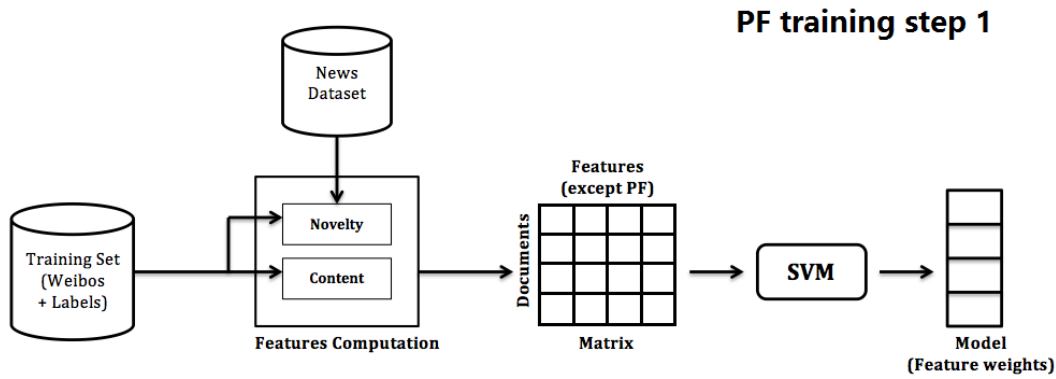 PF training step 1
News
Dataset
Training Set
(Weibos
+ Labels)
Novelty
Content
Features Computation
Features
(except PF)
Documents
Matrix
SVM
Model
(Feature weights)